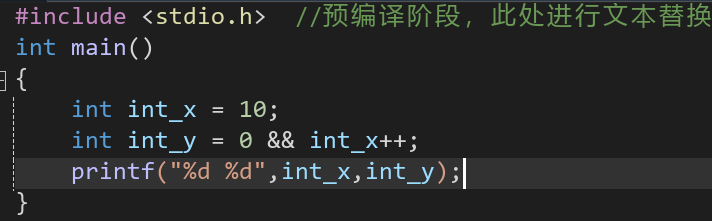 #include <stdio.h>  //预编译阶段，此处进行文本替换
int main()
{
    int int_x = 10;
    int int_y = 0 && int_x++;
    printf("%d %d",int_x,int_y);
}